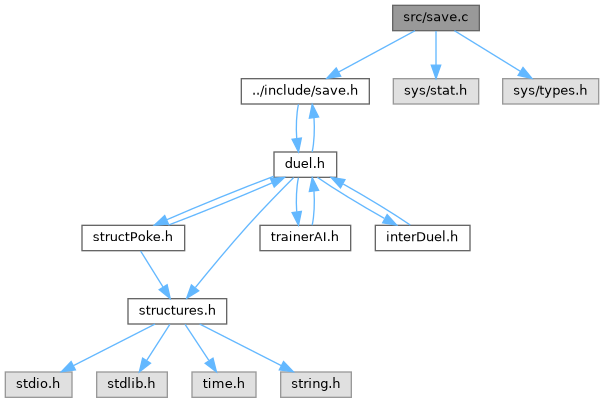 src/save.c
../include/save.h
sys/stat.h
sys/types.h
duel.h
structPoke.h
trainerAI.h
interDuel.h
structures.h
stdio.h
stdlib.h
time.h
string.h